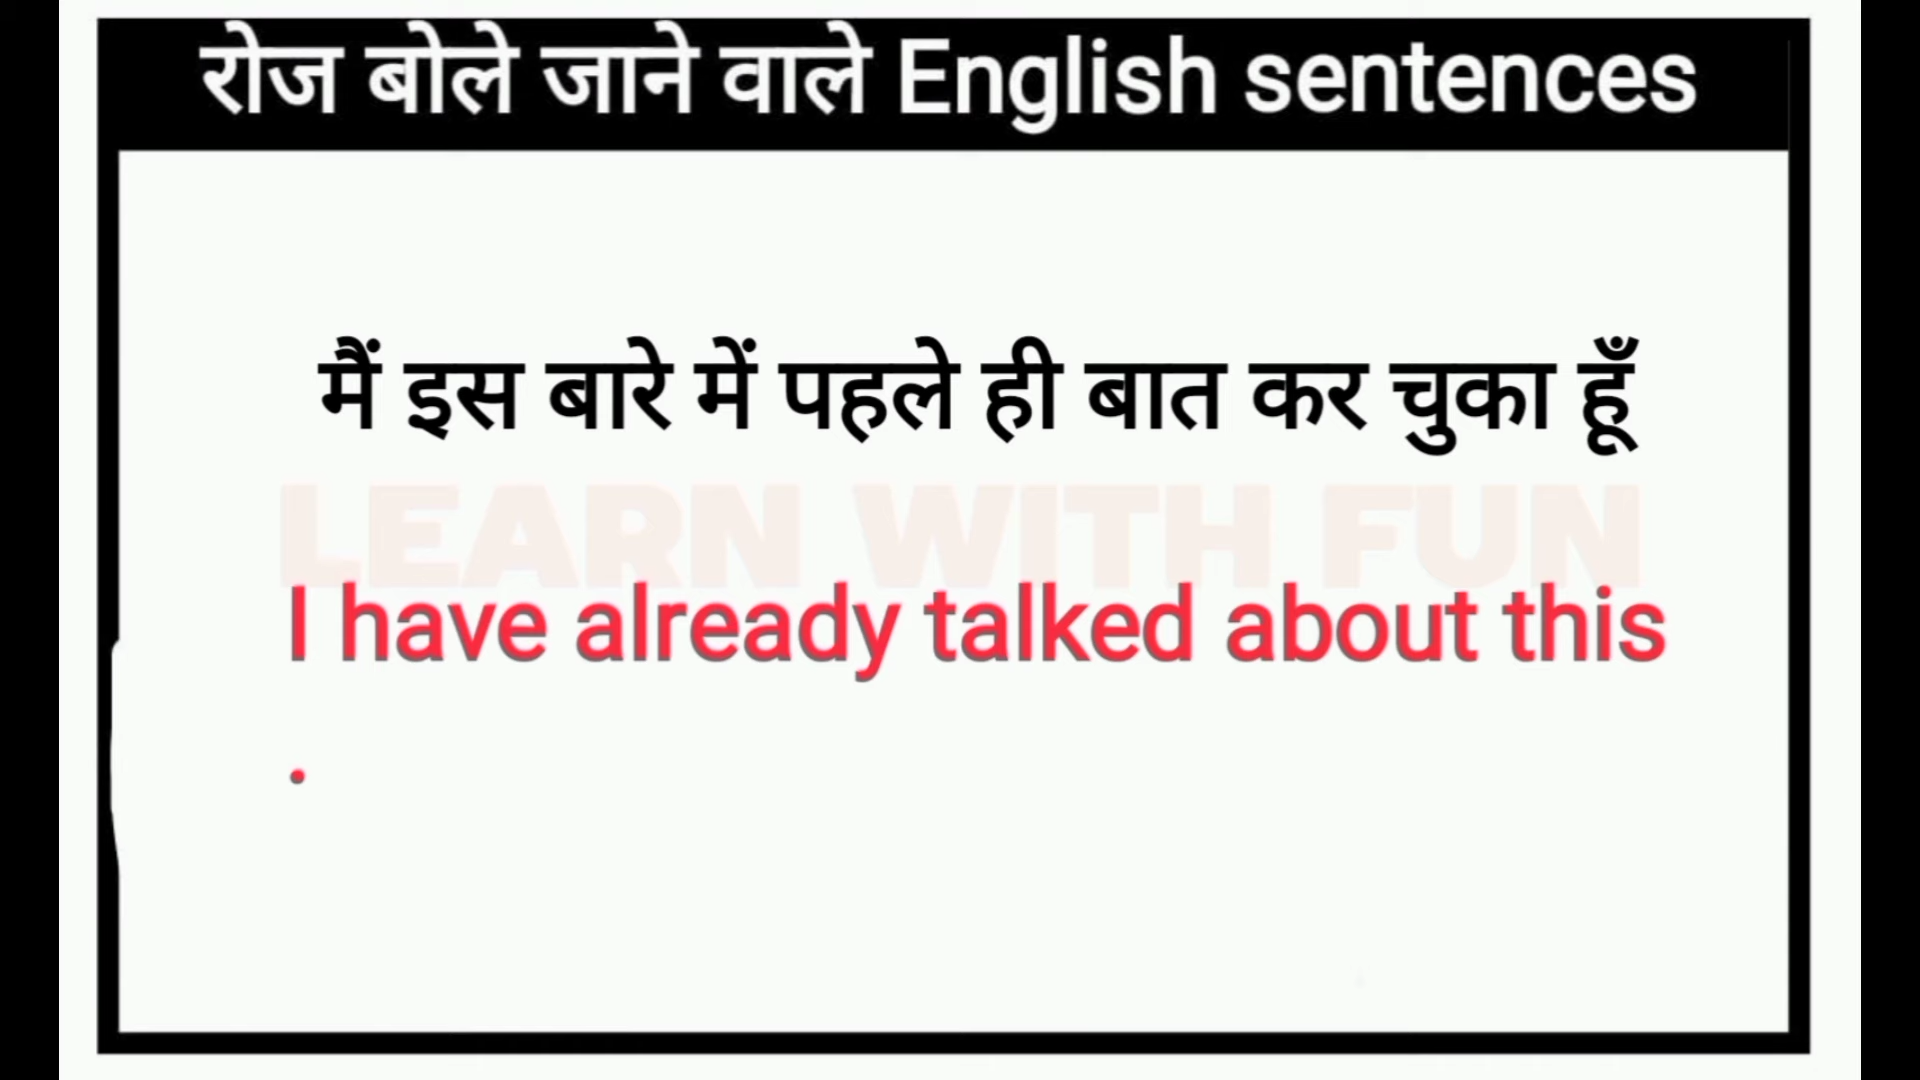 रोज बोले जाने वाले English sentences
मैं इस बारे में पहले ही बात कर चुका हूँ
LEARN WITH FUN
I have already talked about this
.